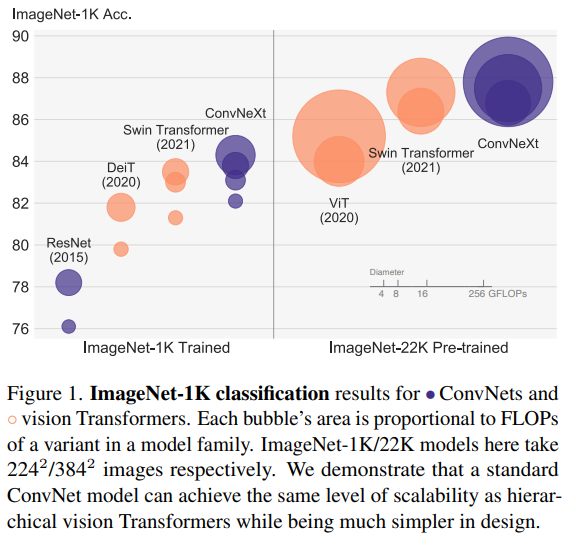 ImageNet-1K Acc.
90
88
86
84
82
80
78
76
ResNet
(2015)
DeiT
(2020)
Swin Transformer
(2021)
ConvNeXt
ViT
(2020)
Swin Transformer
(2021)
ConvNeXt
Diameter
4 8 16 256 GFLOPs
ImageNet-1K Trained ImageNet-22K Pre-trained
Figure 1. ImageNet-1K classification results for • ConvNets and
○ vision Transformers. Each bubble’s area is proportional to FLOPs
of a variant in a model family. ImageNet-1K/22K models here take
224²/384² images respectively. We demonstrate that a standard
ConvNet model can achieve the same level of scalability as hierar-
chical vision Transformers while being much simpler in design.